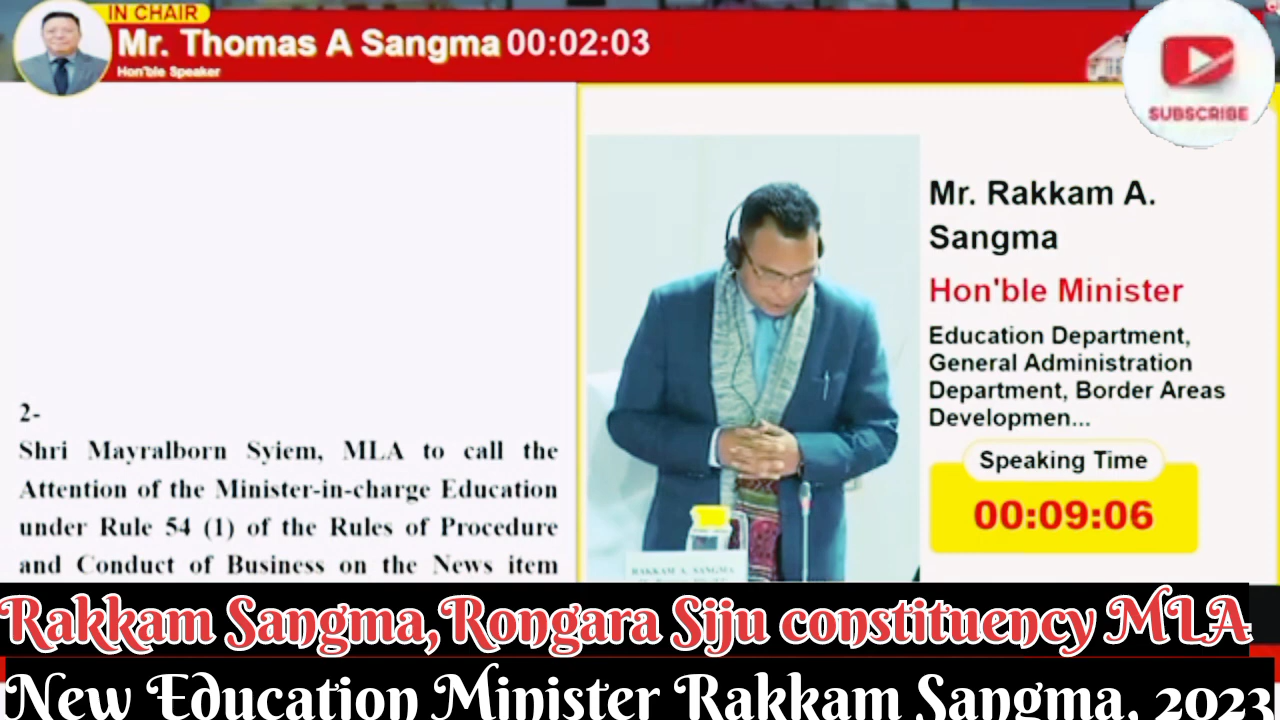 IN CHAIR
Mr. Thomas A Sangma 00:02:03
Hon'ble Speaker
SUBSCRIBE
2-
Shri Mayralborn Syiem, MLA to call the
Attention of the Minister-in-charge Education
under Rule 54 (1) of the Rules of Procedure
and Conduct of Business on the News item
Mr. Rakkam A.
Sangma
Hon'ble Minister
Education Department,
General Administration
Department, Border Areas
Developmen...
Speaking Time
00:09:06
RAKKAM A. SANGMA
Rakkam Sangma, Rongara Siju constituency MLA
New Education Minister Rakkam Sangma, 2023